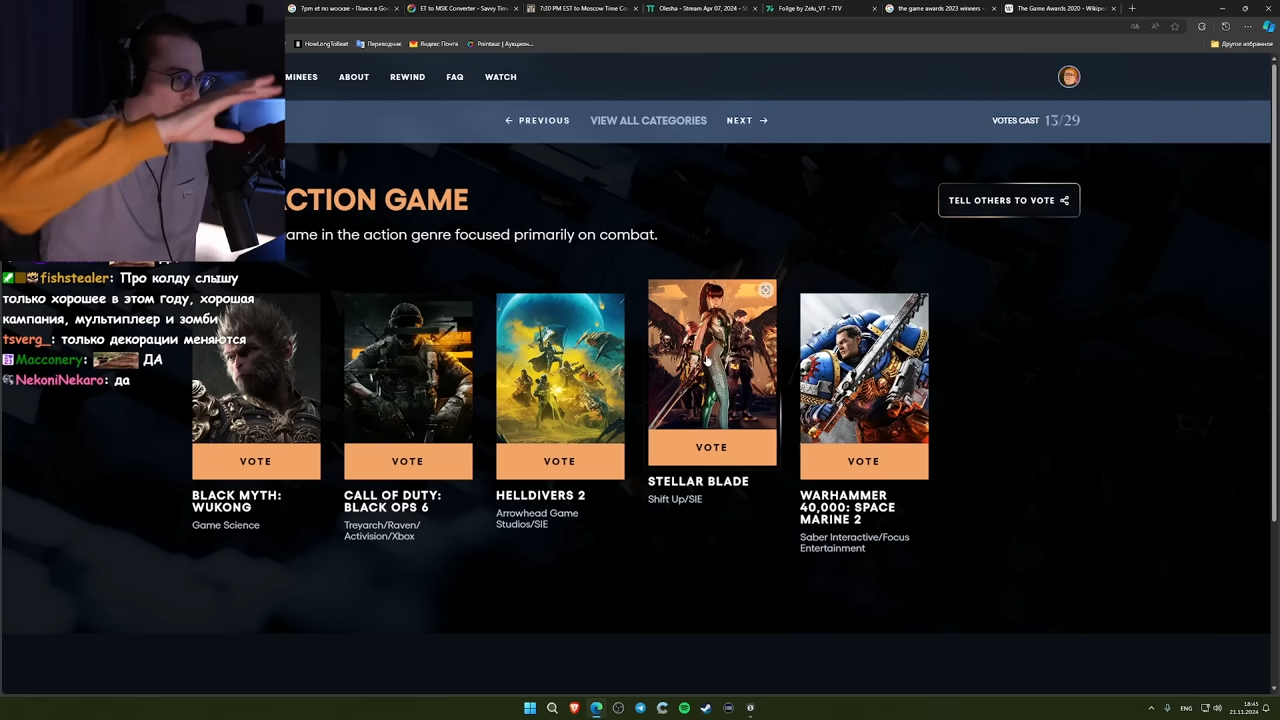 7pm et по москве - Поиск в Goo
ET to MSK Converter - Savvy Time
7:30 PM EST to Moscow Time Co
Olesha - Stream Apr 07, 2024 - S
Foilge by Zelu_VT - 7TV
the game awards 2023 winners -
The Game Awards 2020 - Wikipe
HowLongToBeat
Переводчик
Яндекс Почта
Pointauc | Аукцион...
Другое избранное
MINEES
ABOUT
REWIND
FAQ
WATCH
PREVIOUS
VIEW ALL CATEGORIES
NEXT
VOTES CAST 13/29
ACTION GAME
TELL OTHERS TO VOTE
ame in the action genre focused primarily on combat.
fishstealer: Про колду слышу
только хорошее в этом году, хорошая
кампания, мультиплеер и зомби
tsverg_: только декорации меняются
Macconery: ДА
NekoniNekaro: да
VOTE
BLACK MYTH:
WUKONG
Game Science
VOTE
CALL OF DUTY:
BLACK OPS 6
Treyarch/Raven/
Activision/Xbox
VOTE
HELLDIVERS 2
Arrowhead Game
Studios/SIE
VOTE
STELLAR BLADE
Shift Up/SIE
VOTE
WARHAMMER
40,000: SPACE
MARINE 2
Saber Interactive/Focus
Entertainment
ENG
18:45
21.11.2024